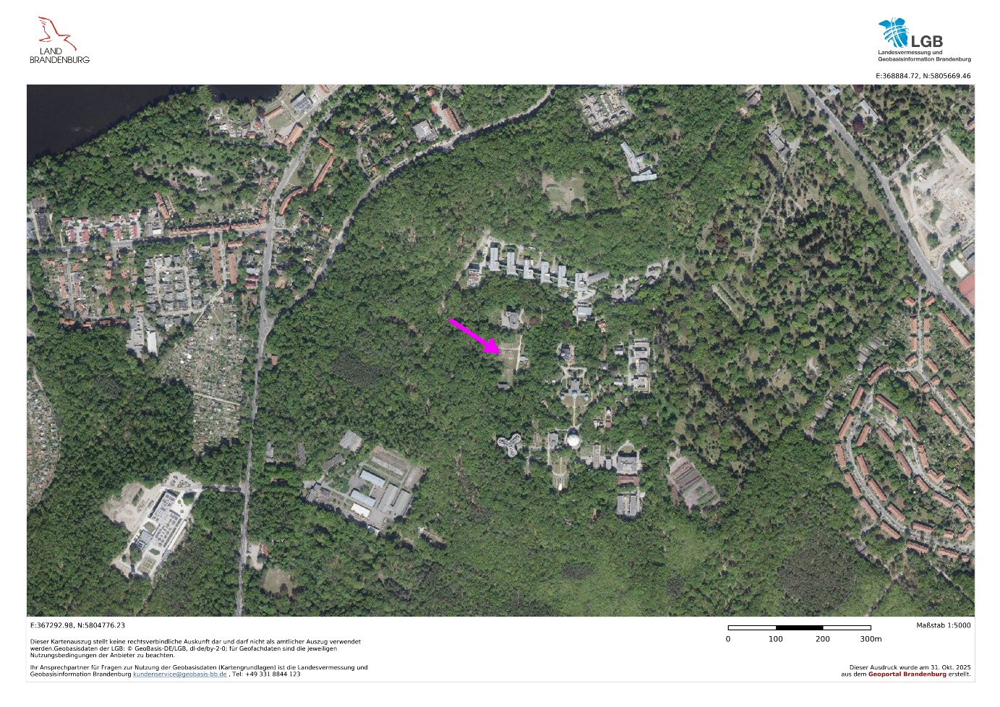 LAND
BRANDENBURG
LGB
Landesvermessung und
Geobasisinformation Brandenburg
E:368884.72, N:5805669.46
E:367292.98, N:5804776.23
Maßstab 1:5000
0 100 200 300m
Dieser Kartenauszug stellt keine rechtsverbindliche Auskunft dar und darf nicht als amtlicher Auszug verwendet
werden.Geobasisdaten der LGB: © GeoBasis-DE/LGB, dl-de/by-2-0; für Geofachdaten sind die jeweiligen
Nutzungsbedingungen der Anbieter zu beachten.
Ihr Ansprechpartner für Fragen zur Nutzung der Geobasisdaten (Kartengrundlagen) ist die Landesvermessung und
Geobasisinformation Brandenburg kundenservice@geobasis-bb.de , Tel: +49 331 8844 123
Dieser Ausdruck wurde am 31. Okt. 2025
aus dem Geoportal Brandenburg erstellt.